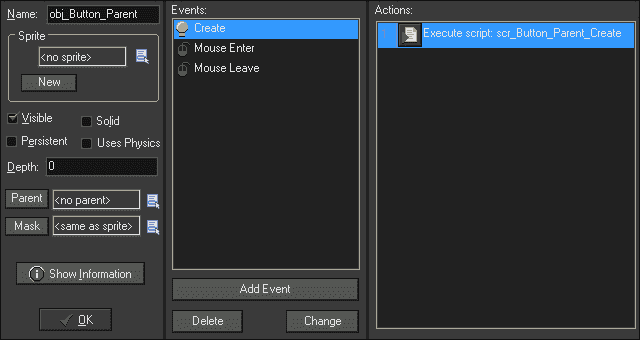 Name: obj_Button_Parent
Sprite
<no sprite>
New
Visible
Solid
Persistent
Uses Physics
Depth: 0
Parent <no parent>
Mask <same as sprite>
Show Information
OK
Events:
Create
Mouse Enter
Mouse Leave
Add Event
Delete
Change
Actions:
Execute script: scr_Button_Parent_Create